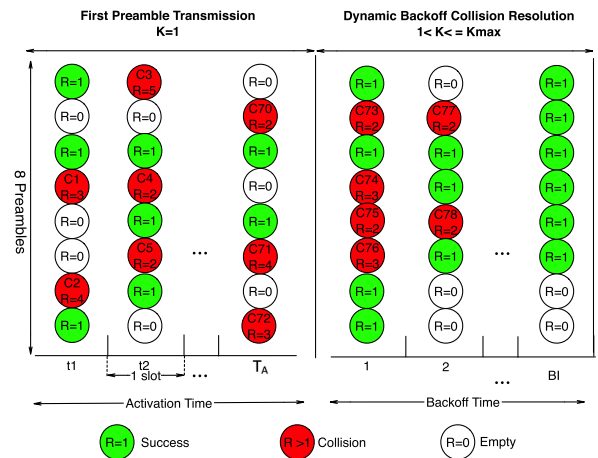 First Preamble Transmission
K=1
Dynamic Backoff Collision Resolution
1< K< = Kmax
8 Preambles
R=1
C3
R=5
R=0
R=1
R=0
R=1
R=0
R=0
C70
R=2
C73
R=2
C77
R=2
R=1
R=1
R=1
R=1
R=1
R=1
R=1
C1
R=3
C4
R=2
R=0
C74
R=3
R=1
R=1
R=0
R=1
R=1
C75
R=2
C78
R=2
R=1
R=0
C5
R=2
...
C71
R=4
C76
R=3
R=1
...
R=1
C2
R=4
R=1
R=0
R=1
R=0
R=0
R=1
R=0
C72
R=3
R=1
R=0
R=0
t1
t2
TA
1
2
BI
1 slot
...
...
Activation Time
Backoff Time
R=1
Success
R >1
Collision
R=0
Empty